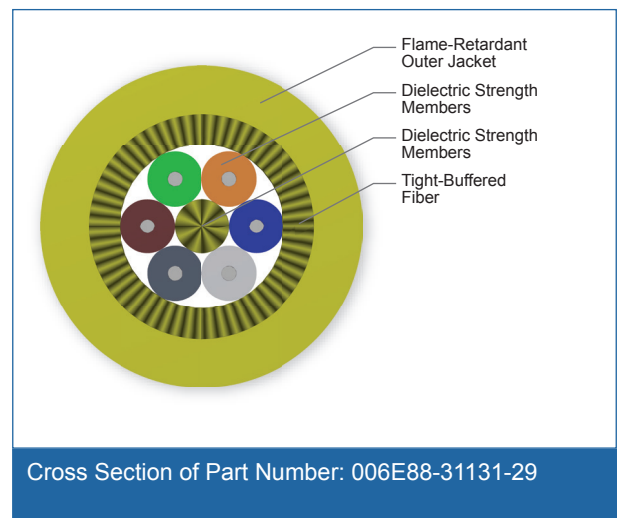 Flame-Retardant
Outer Jacket
Dielectric Strength
Members
Dielectric Strength
Members
Tight-Buffered
Fiber
Cross Section of Part Number: 006E88-31131-29